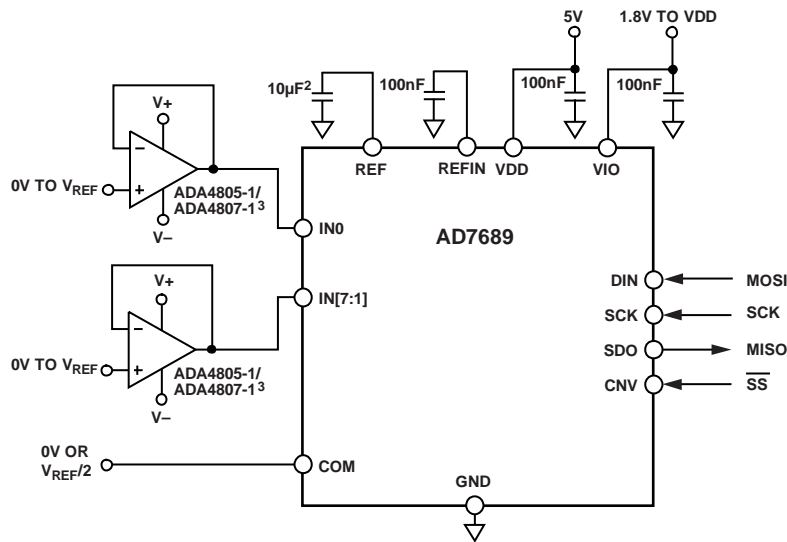 5V
1.8V TO VDD
10µF2
100nF
100nF
100nF
V+
REF
REFIN
VDD
VIO
–
+
0V TO VREF
ADA4805-1/
ADA4807-13
V–
IN0
AD7689
V+
IN[7:1]
DIN
MOSI
SCK
SCK
–
+
0V TO VREF
ADA4805-1/
ADA4807-13
SDO
MISO
V–
CNV
SS
0V OR
VREF/2
COM
GND